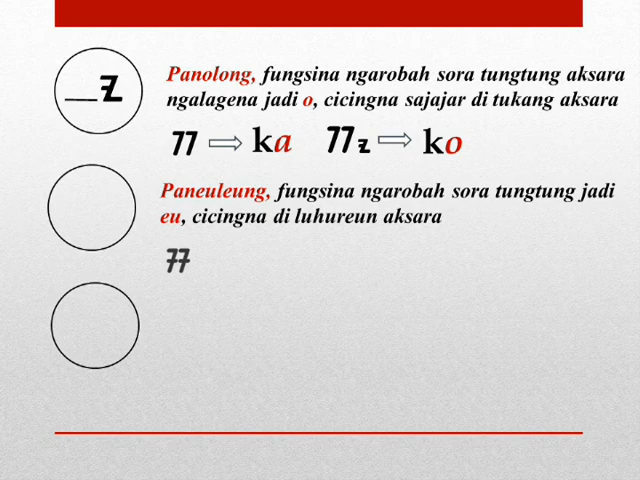 __ᮧ
Panolong, fungsina ngarobah sora tungtung aksara
ngalagena jadi o, cicingna sajajar di tukang aksara
ᮊ ka ᮊᮧ ko
Paneuleung, fungsina ngarobah sora tungtung jadi
eu, cicingna di luhureun aksara
ᮊ